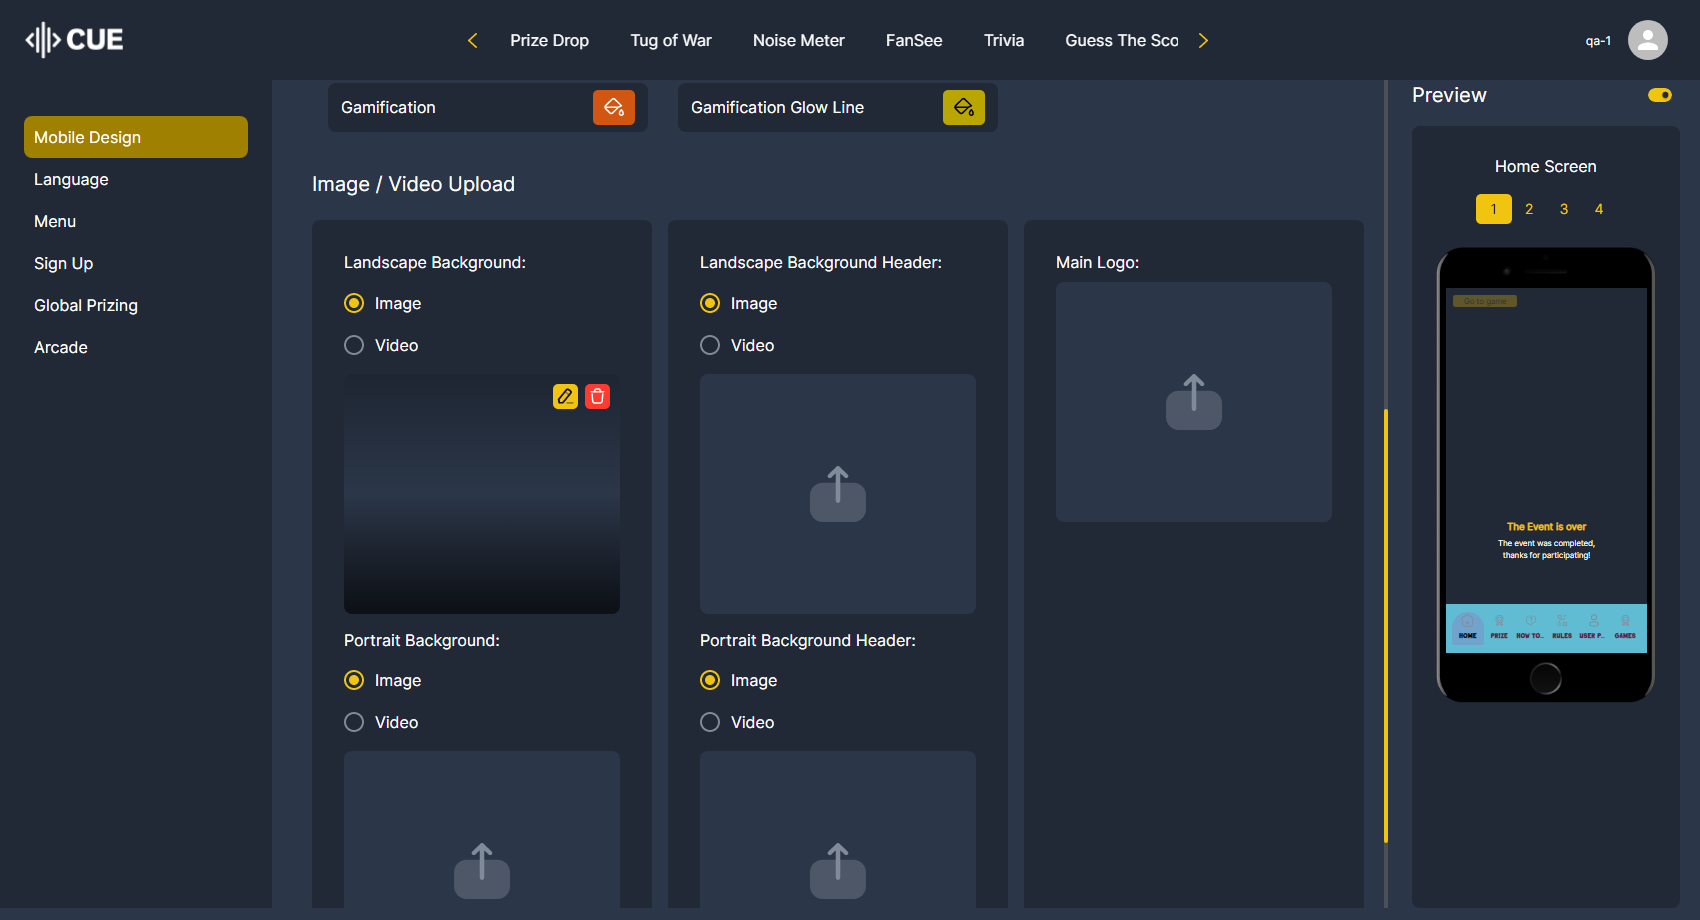 CUE
Prize Drop
Tug of War
Noise Meter
FanSee
Trivia
Guess The Sco
qa-1
Mobile Design
Language
Menu
Sign Up
Global Prizing
Arcade
Gamification
Gamification Glow Line
Image / Video Upload
Landscape Background:
Image
Video
Portrait Background:
Image
Video
Landscape Background Header:
Image
Video
Portrait Background Header:
Image
Video
Main Logo:
Preview
Home Screen
1 2 3 4
Go to game
The Event is over
The event was completed,
thanks for participating!
HOME PRIZE HOW TO.. RULES USER P.. GAMES